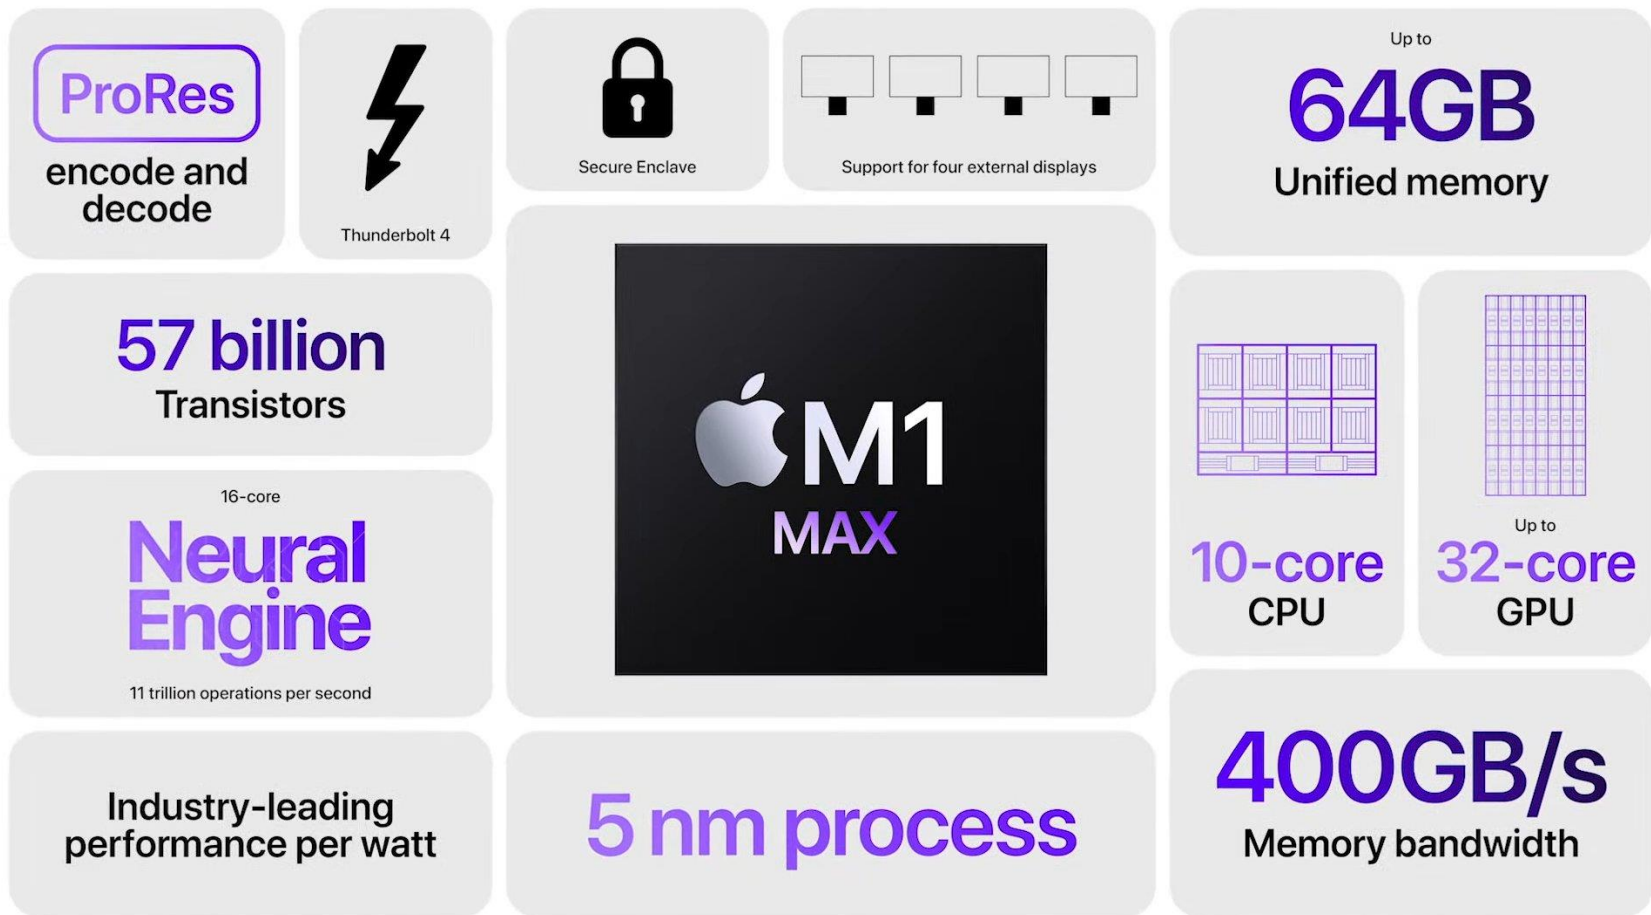 ProRes
encode and
decode
Thunderbolt 4
Secure Enclave
Support for four external displays
Up to
64GB
Unified memory
57 billion
Transistors
M1
MAX
10-core
CPU
Up to
32-core
GPU
16-core
Neural
Engine
11 trillion operations per second
Industry-leading
performance per watt
5 nm process
400GB/s
Memory bandwidth